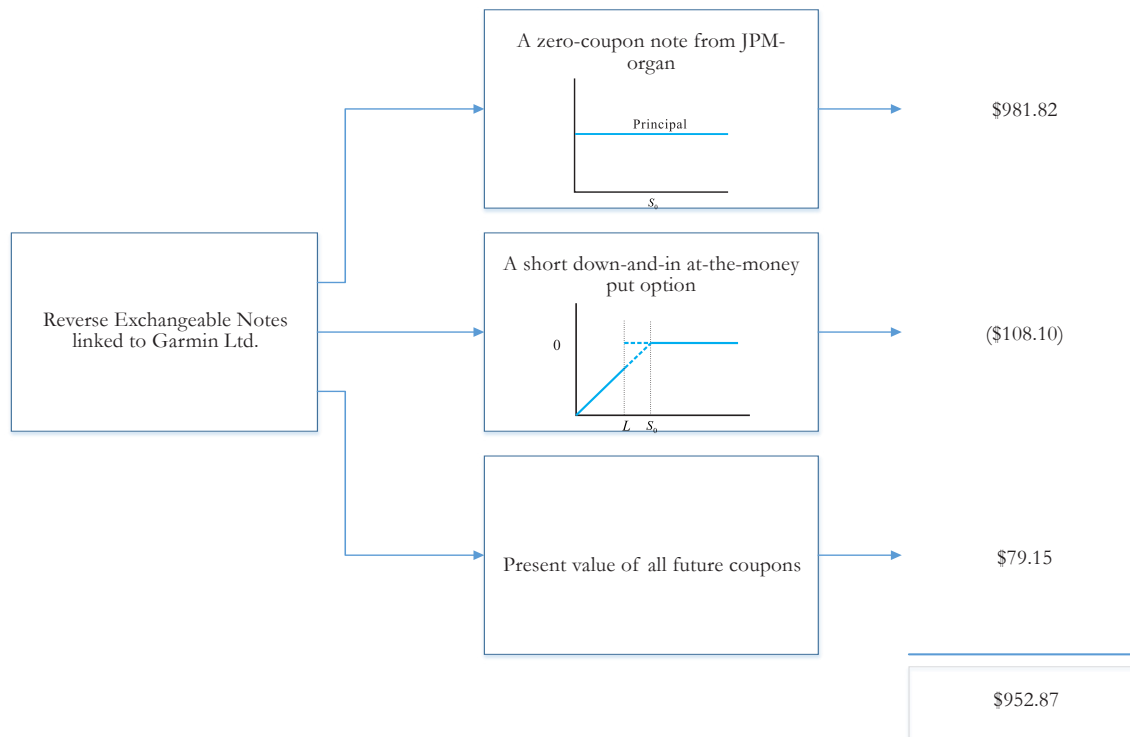 A zero-coupon note from JPM-
organ
Principal
S₀
$981.82
Reverse Exchangeable Notes
linked to Garmin Ltd.
A short down-and-in at-the-money
put option
0
L S₀
($108.10)
Present value of all future coupons
$79.15
$952.87